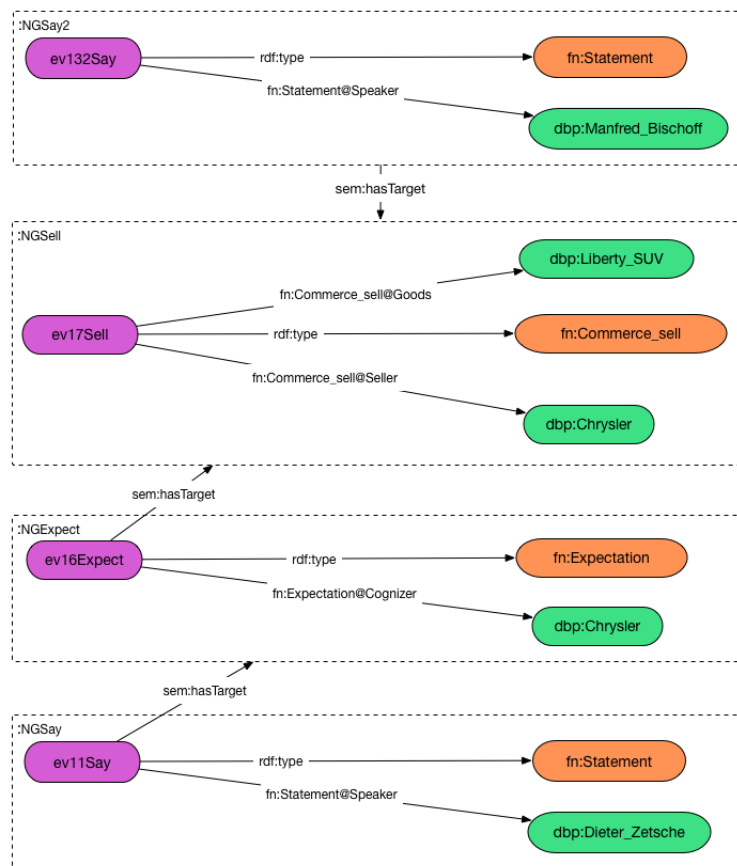 :NGSay2
ev132Say
rdf:type
fn:Statement
fn:Statement@Speaker
dbp:Manfred_Bischoff
sem:hasTarget
:NGSell
dbp:Liberty_SUV
fn:Commerce_sell@Goods
ev17Sell
rdf:type
fn:Commerce_sell
fn:Commerce_sell@Seller
dbp:Chrysler
sem:hasTarget
:NGExpect
ev16Expect
rdf:type
fn:Expectation
fn:Expectation@Cognizer
dbp:Chrysler
sem:hasTarget
:NGSay
ev11Say
rdf:type
fn:Statement
fn:Statement@Speaker
dbp:Dieter_Zetsche